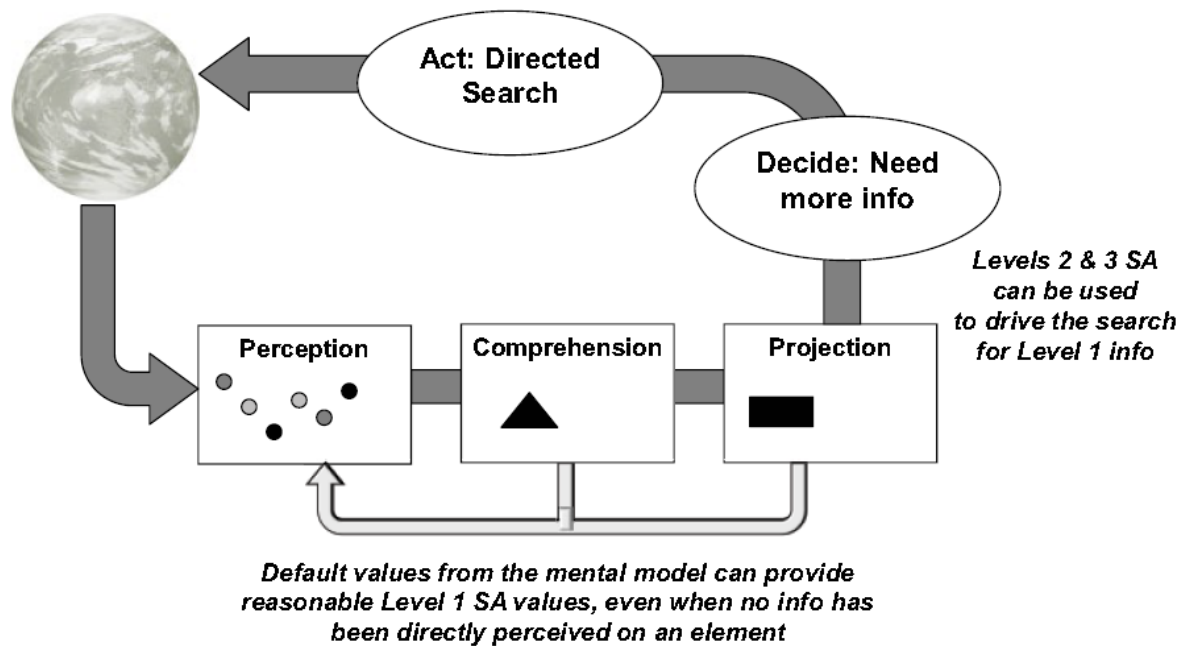 Act: Directed
Search
Decide: Need
more info
Levels 2 & 3 SA
can be used
to drive the search
for Level 1 info
Perception
Comprehension
Projection
Default values from the mental model can provide
reasonable Level 1 SA values, even when no info has
been directly perceived on an element